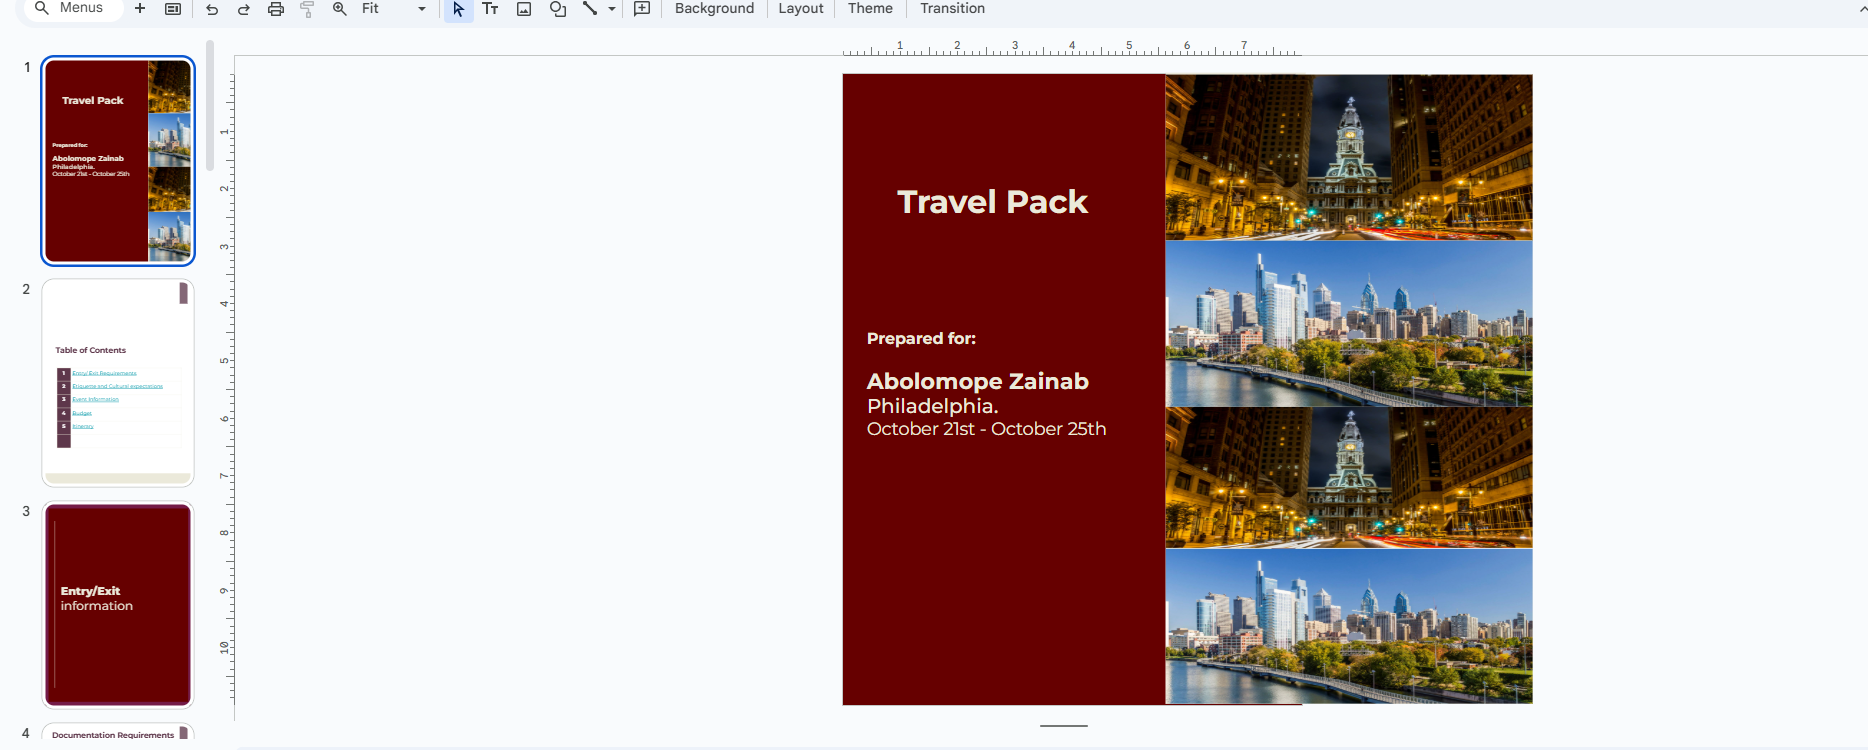 Menus
Fit
Background
Layout
Theme
Transition
1 2 3 4 5 6 7
1
2
3
4
5
6
7
8
9
10
1
Travel Pack
Prepared for:
Abolomope Zainab
Philadelphia.
October 21st - October 25th
2
Table of Contents
1 Entry/ Exit Requirements
2 Etiquette and Cultural expectations
3 Event Information
4 Budget
5 Itinerary
3
Entry/Exit
information
4
Documentation Requirements
Travel Pack
Prepared for:
Abolomope Zainab
Philadelphia.
October 21st - October 25th